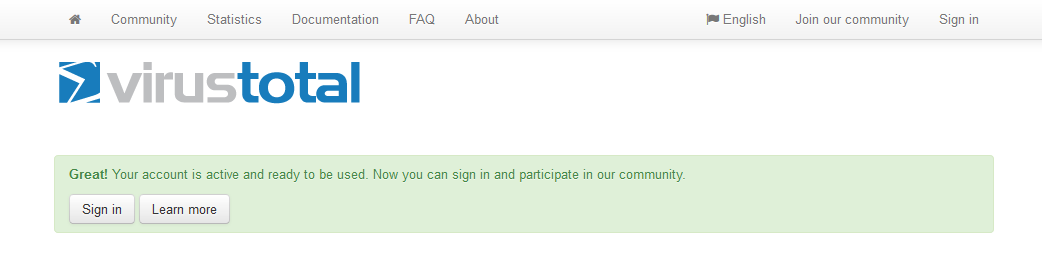 Community Statistics Documentation FAQ About English Join our community Sign in
virustotal
Great! Your account is active and ready to be used. Now you can sign in and participate in our community.
Sign in Learn more